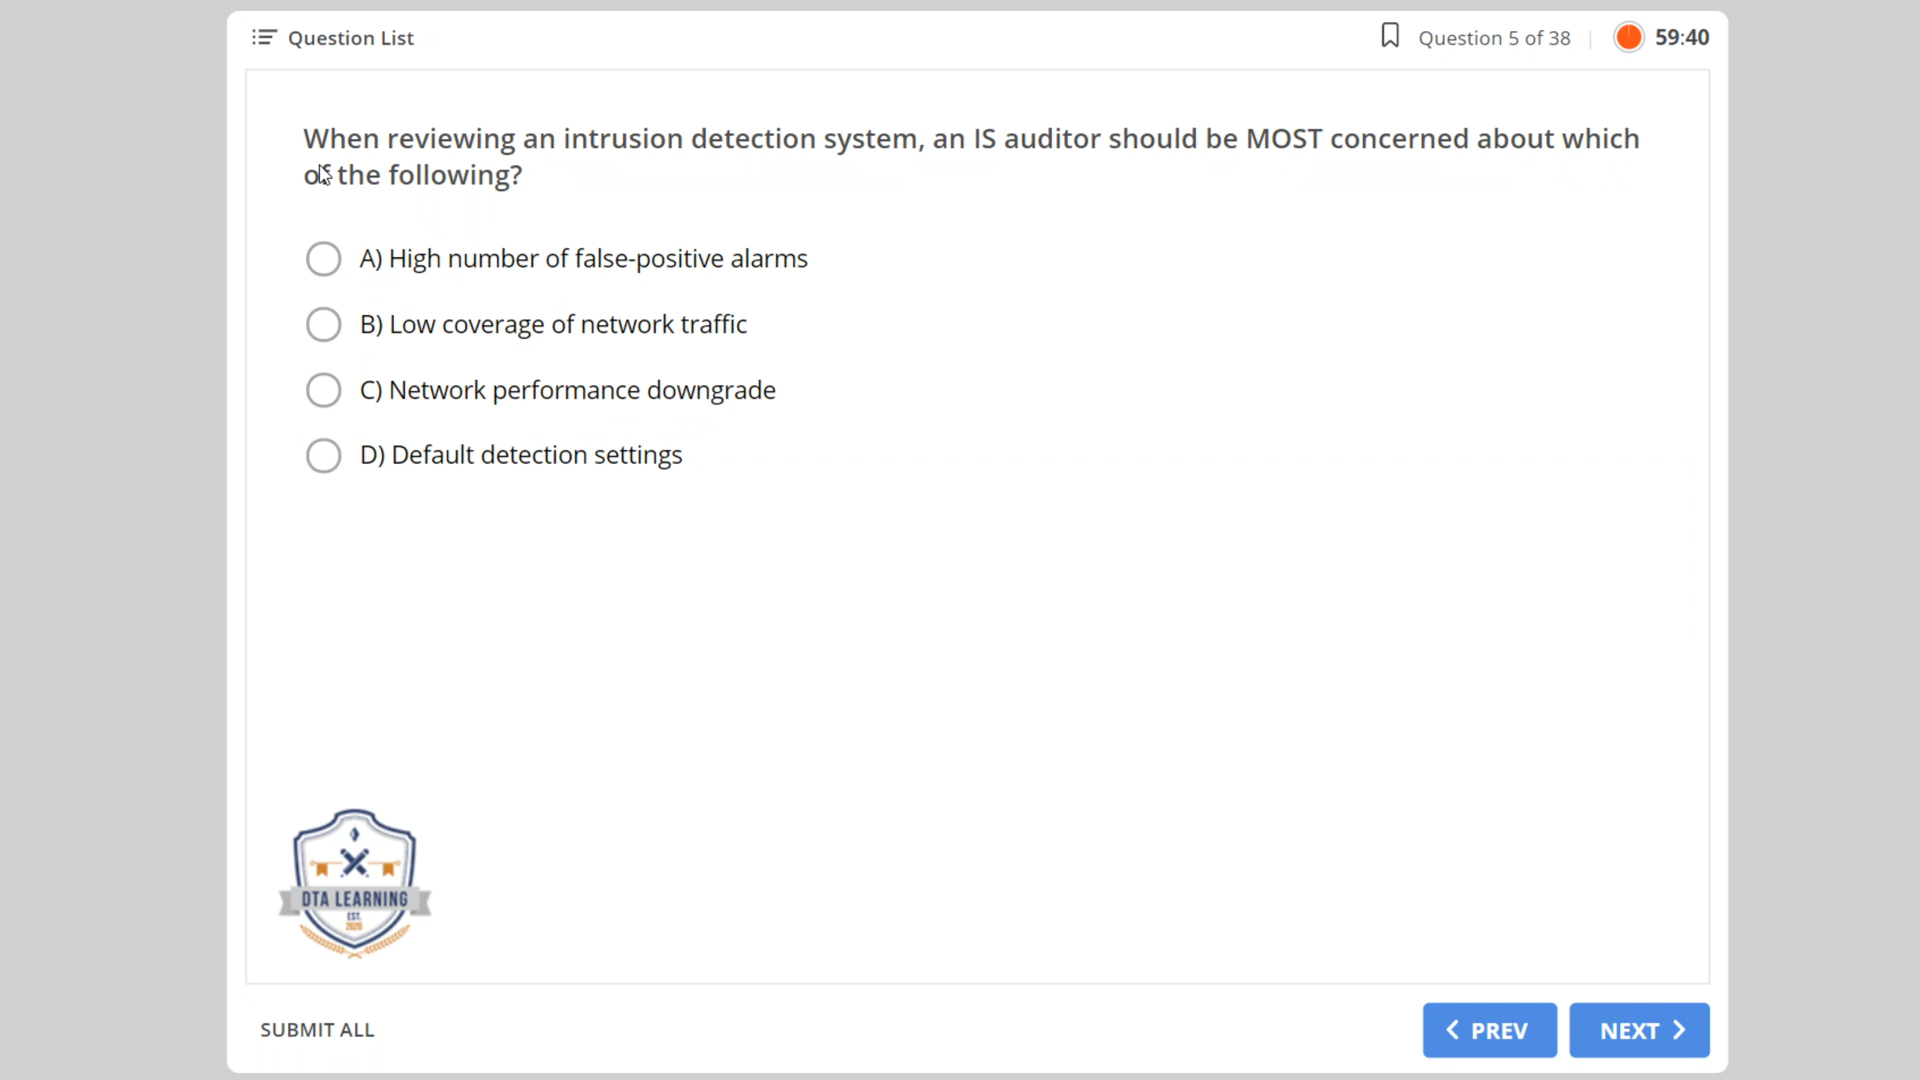 Question List
Question 5 of 38
59:40
When reviewing an intrusion detection system, an IS auditor should be MOST concerned about which
of the following?
A) High number of false-positive alarms
B) Low coverage of network traffic
C) Network performance downgrade
D) Default detection settings
DTA LEARNING
EST.
2020
SUBMIT ALL
PREV
NEXT